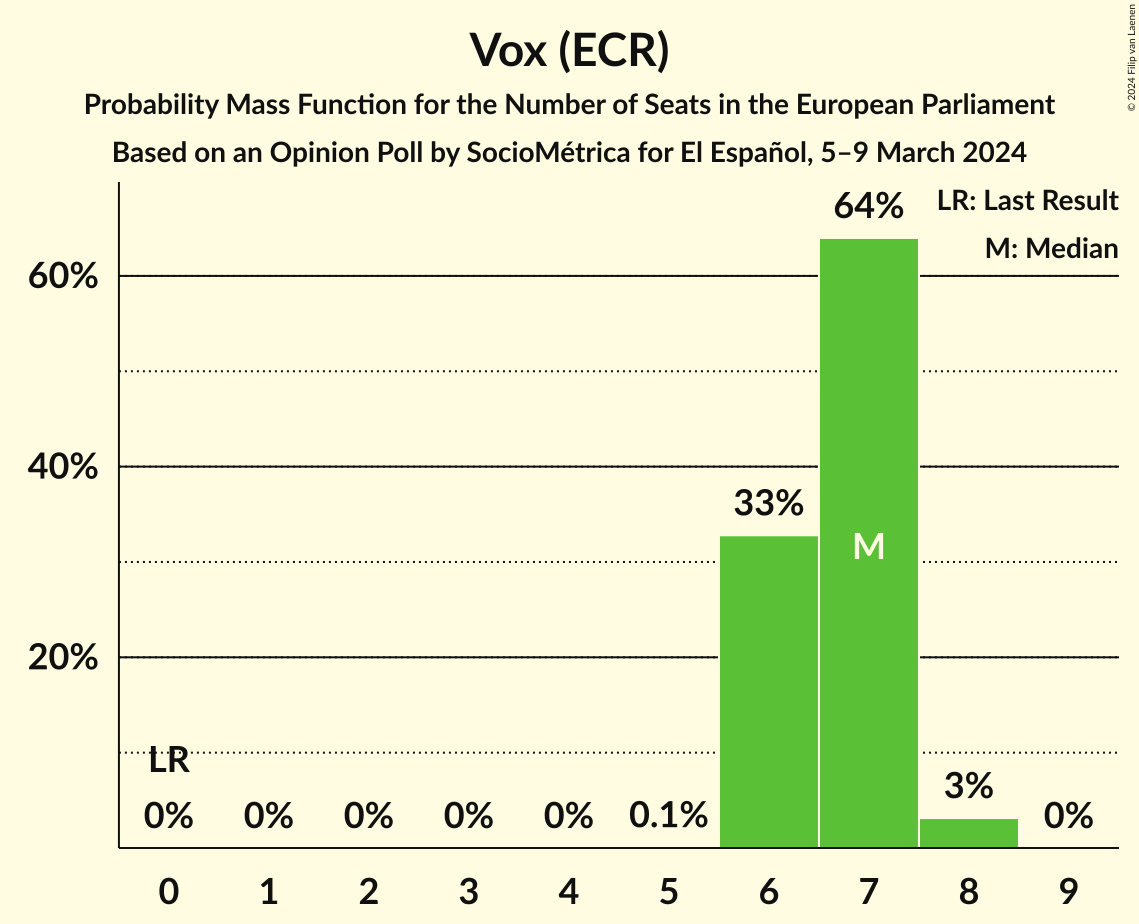 Vox (ECR)
Probability Mass Function for the Number of Seats in the European Parliament
Based on an Opinion Poll by SocioMétrica for El Español, 5–9 March 2024
© 2024 Filip van Laenen
LR: Last Result
M: Median
64%
60%
40%
33%
M
20%
LR
0% 0% 0% 0% 0% 0.1% 3% 0%
0 1 2 3 4 5 6 7 8 9